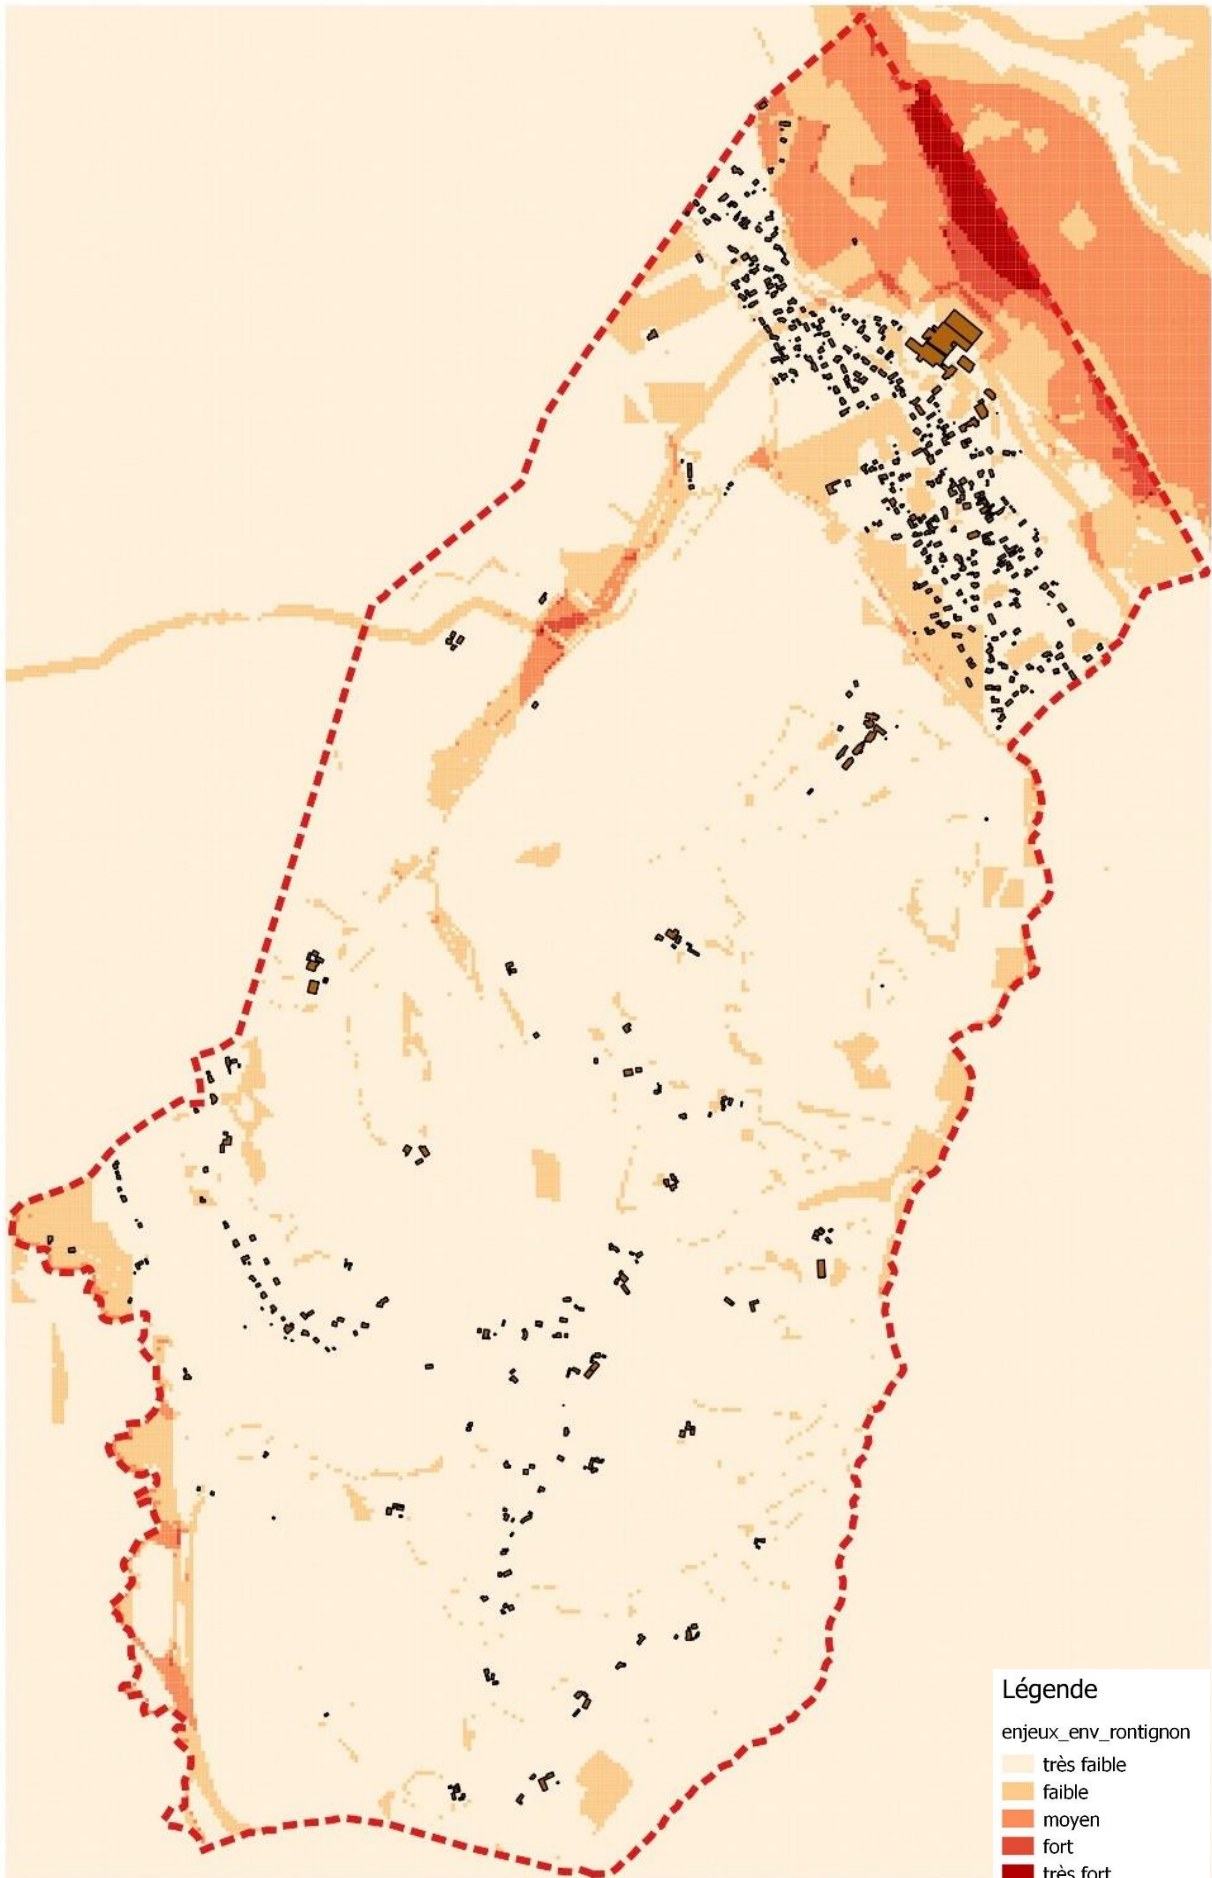 Légende
enjeux_env_rontignon
très faible
faible
moyen
fort
très fort